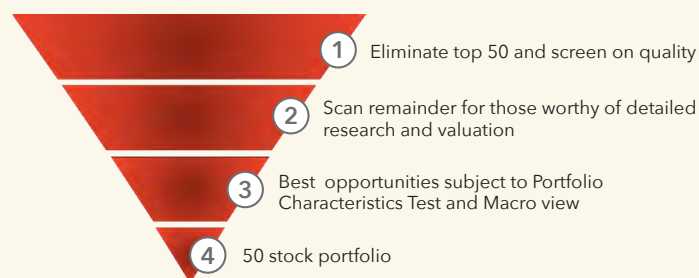 1 Eliminate top 50 and screen on quality
2 Scan remainder for those worthy of detailed
research and valuation
3 Best opportunities subject to Portfolio
Characteristics Test and Macro view
4 50 stock portfolio